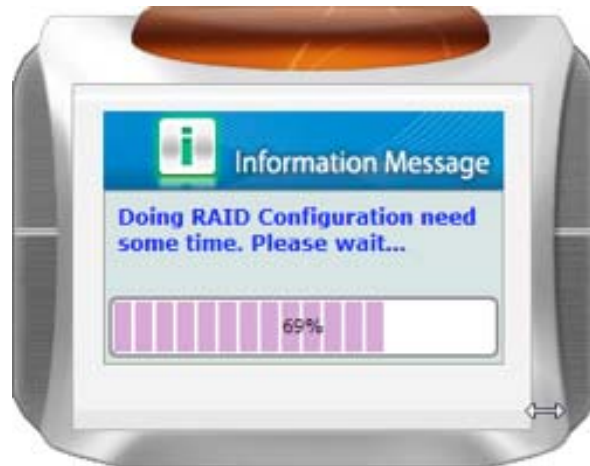 i
Information Message
Doing RAID Configuration need
some time. Please wait...
69%